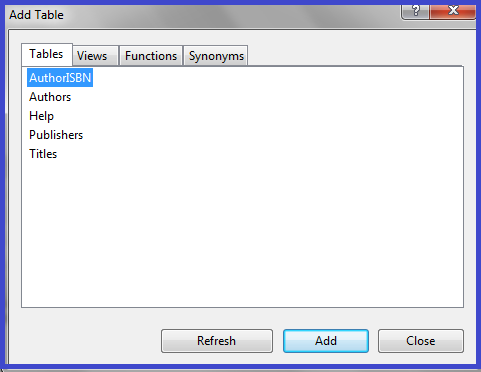 Add Table
?
Tables Views Functions Synonyms
AuthorISBN
Authors
Help
Publishers
Titles
Refresh Add Close